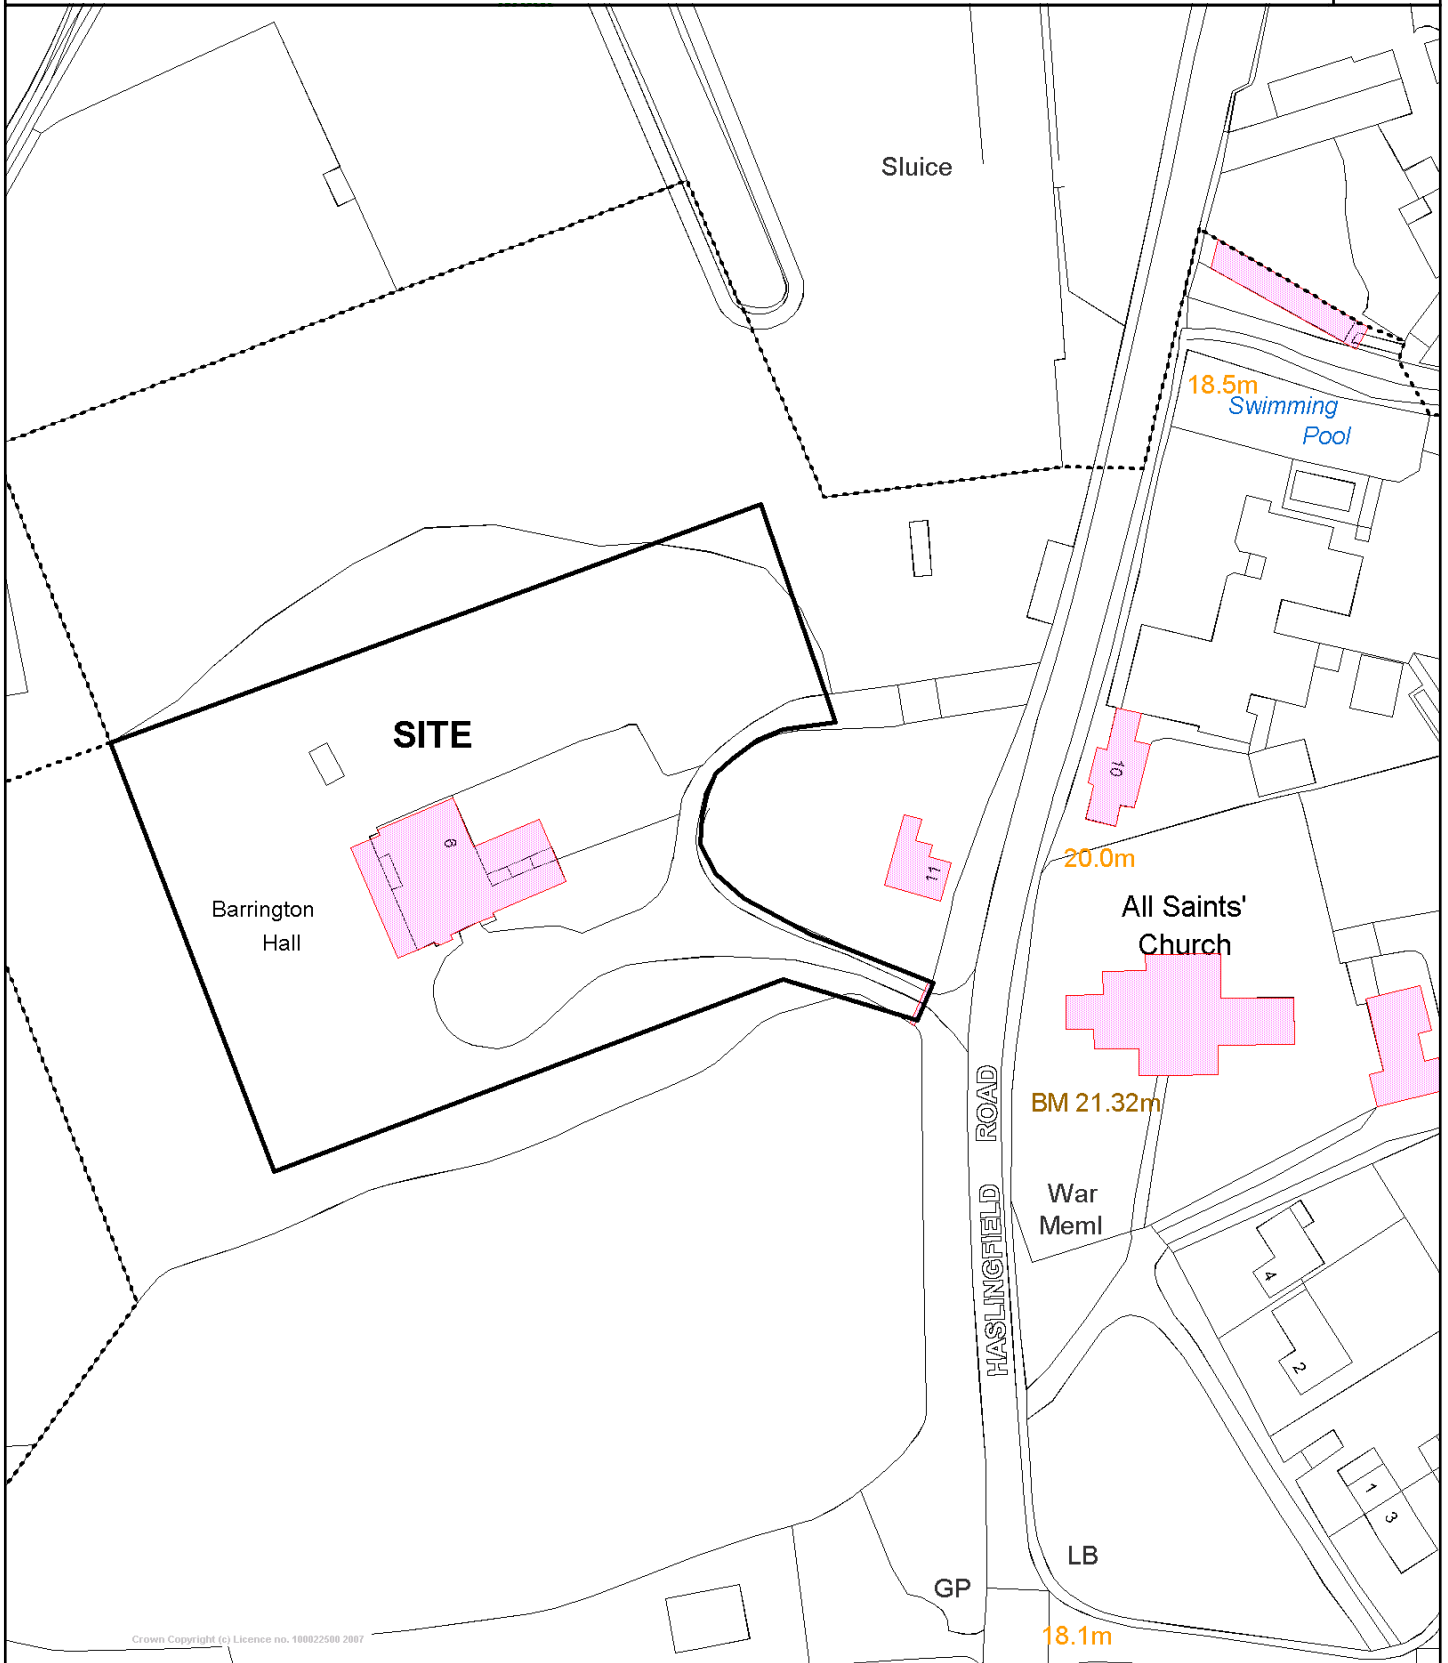 Sluice
18.5m
Swimming
Pool
SITE
10
6
20.0m
11
Barrington
Hall
All Saints'
Church
BM 21.32m
HASLINGFIELD ROAD
War
Meml
4
2
1
3
LB
GP
18.1m
Crown Copyright (c) Licence no. 100022500 2007